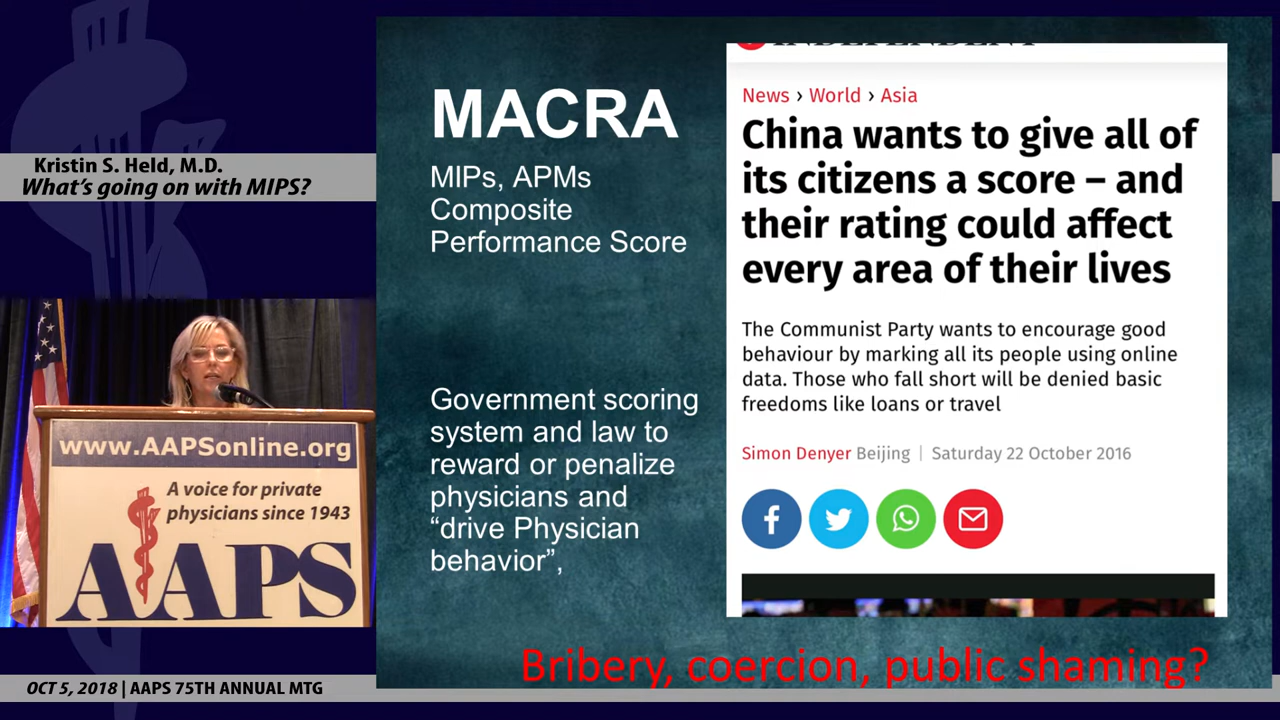 Kristin S. Held, M.D.
What's going on with MIPS?
www.AAPSonline.org
A voice for private
physicians since 1943
AAPS
OCT 5, 2018 | AAPS 75TH ANNUAL MTG
MACRA
MIPs, APMs
Composite
Performance Score
Government scoring
system and law to
reward or penalize
physicians and
“drive Physician
behavior”,
INDEPENDENT
News › World › Asia
China wants to give all of
its citizens a score – and
their rating could affect
every area of their lives
The Communist Party wants to encourage good
behaviour by marking all its people using online
data. Those who fall short will be denied basic
freedoms like loans or travel
Simon Denyer Beijing | Saturday 22 October 2016
Bribery, coercion, public shaming?